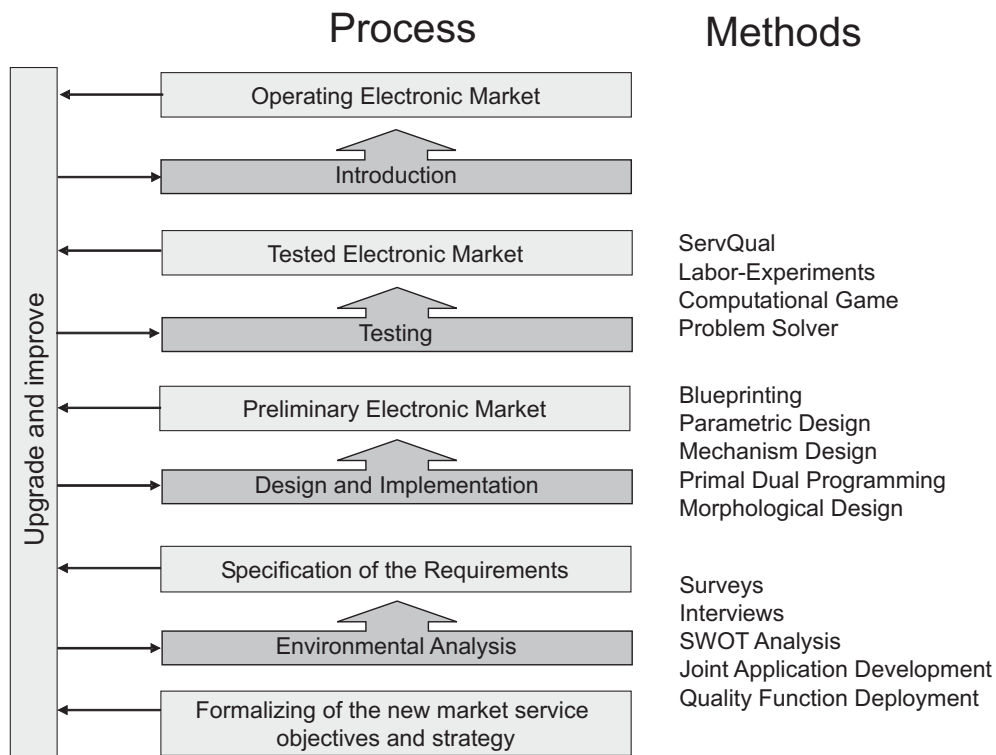 Process
Methods
Upgrade and improve
Operating Electronic Market
Introduction
Tested Electronic Market
Testing
Preliminary Electronic Market
Design and Implementation
Specification of the Requirements
Environmental Analysis
Formalizing of the new market service
objectives and strategy
ServQual
Labor-Experiments
Computational Game
Problem Solver
Blueprinting
Parametric Design
Mechanism Design
Primal Dual Programming
Morphological Design
Surveys
Interviews
SWOT Analysis
Joint Application Development
Quality Function Deployment